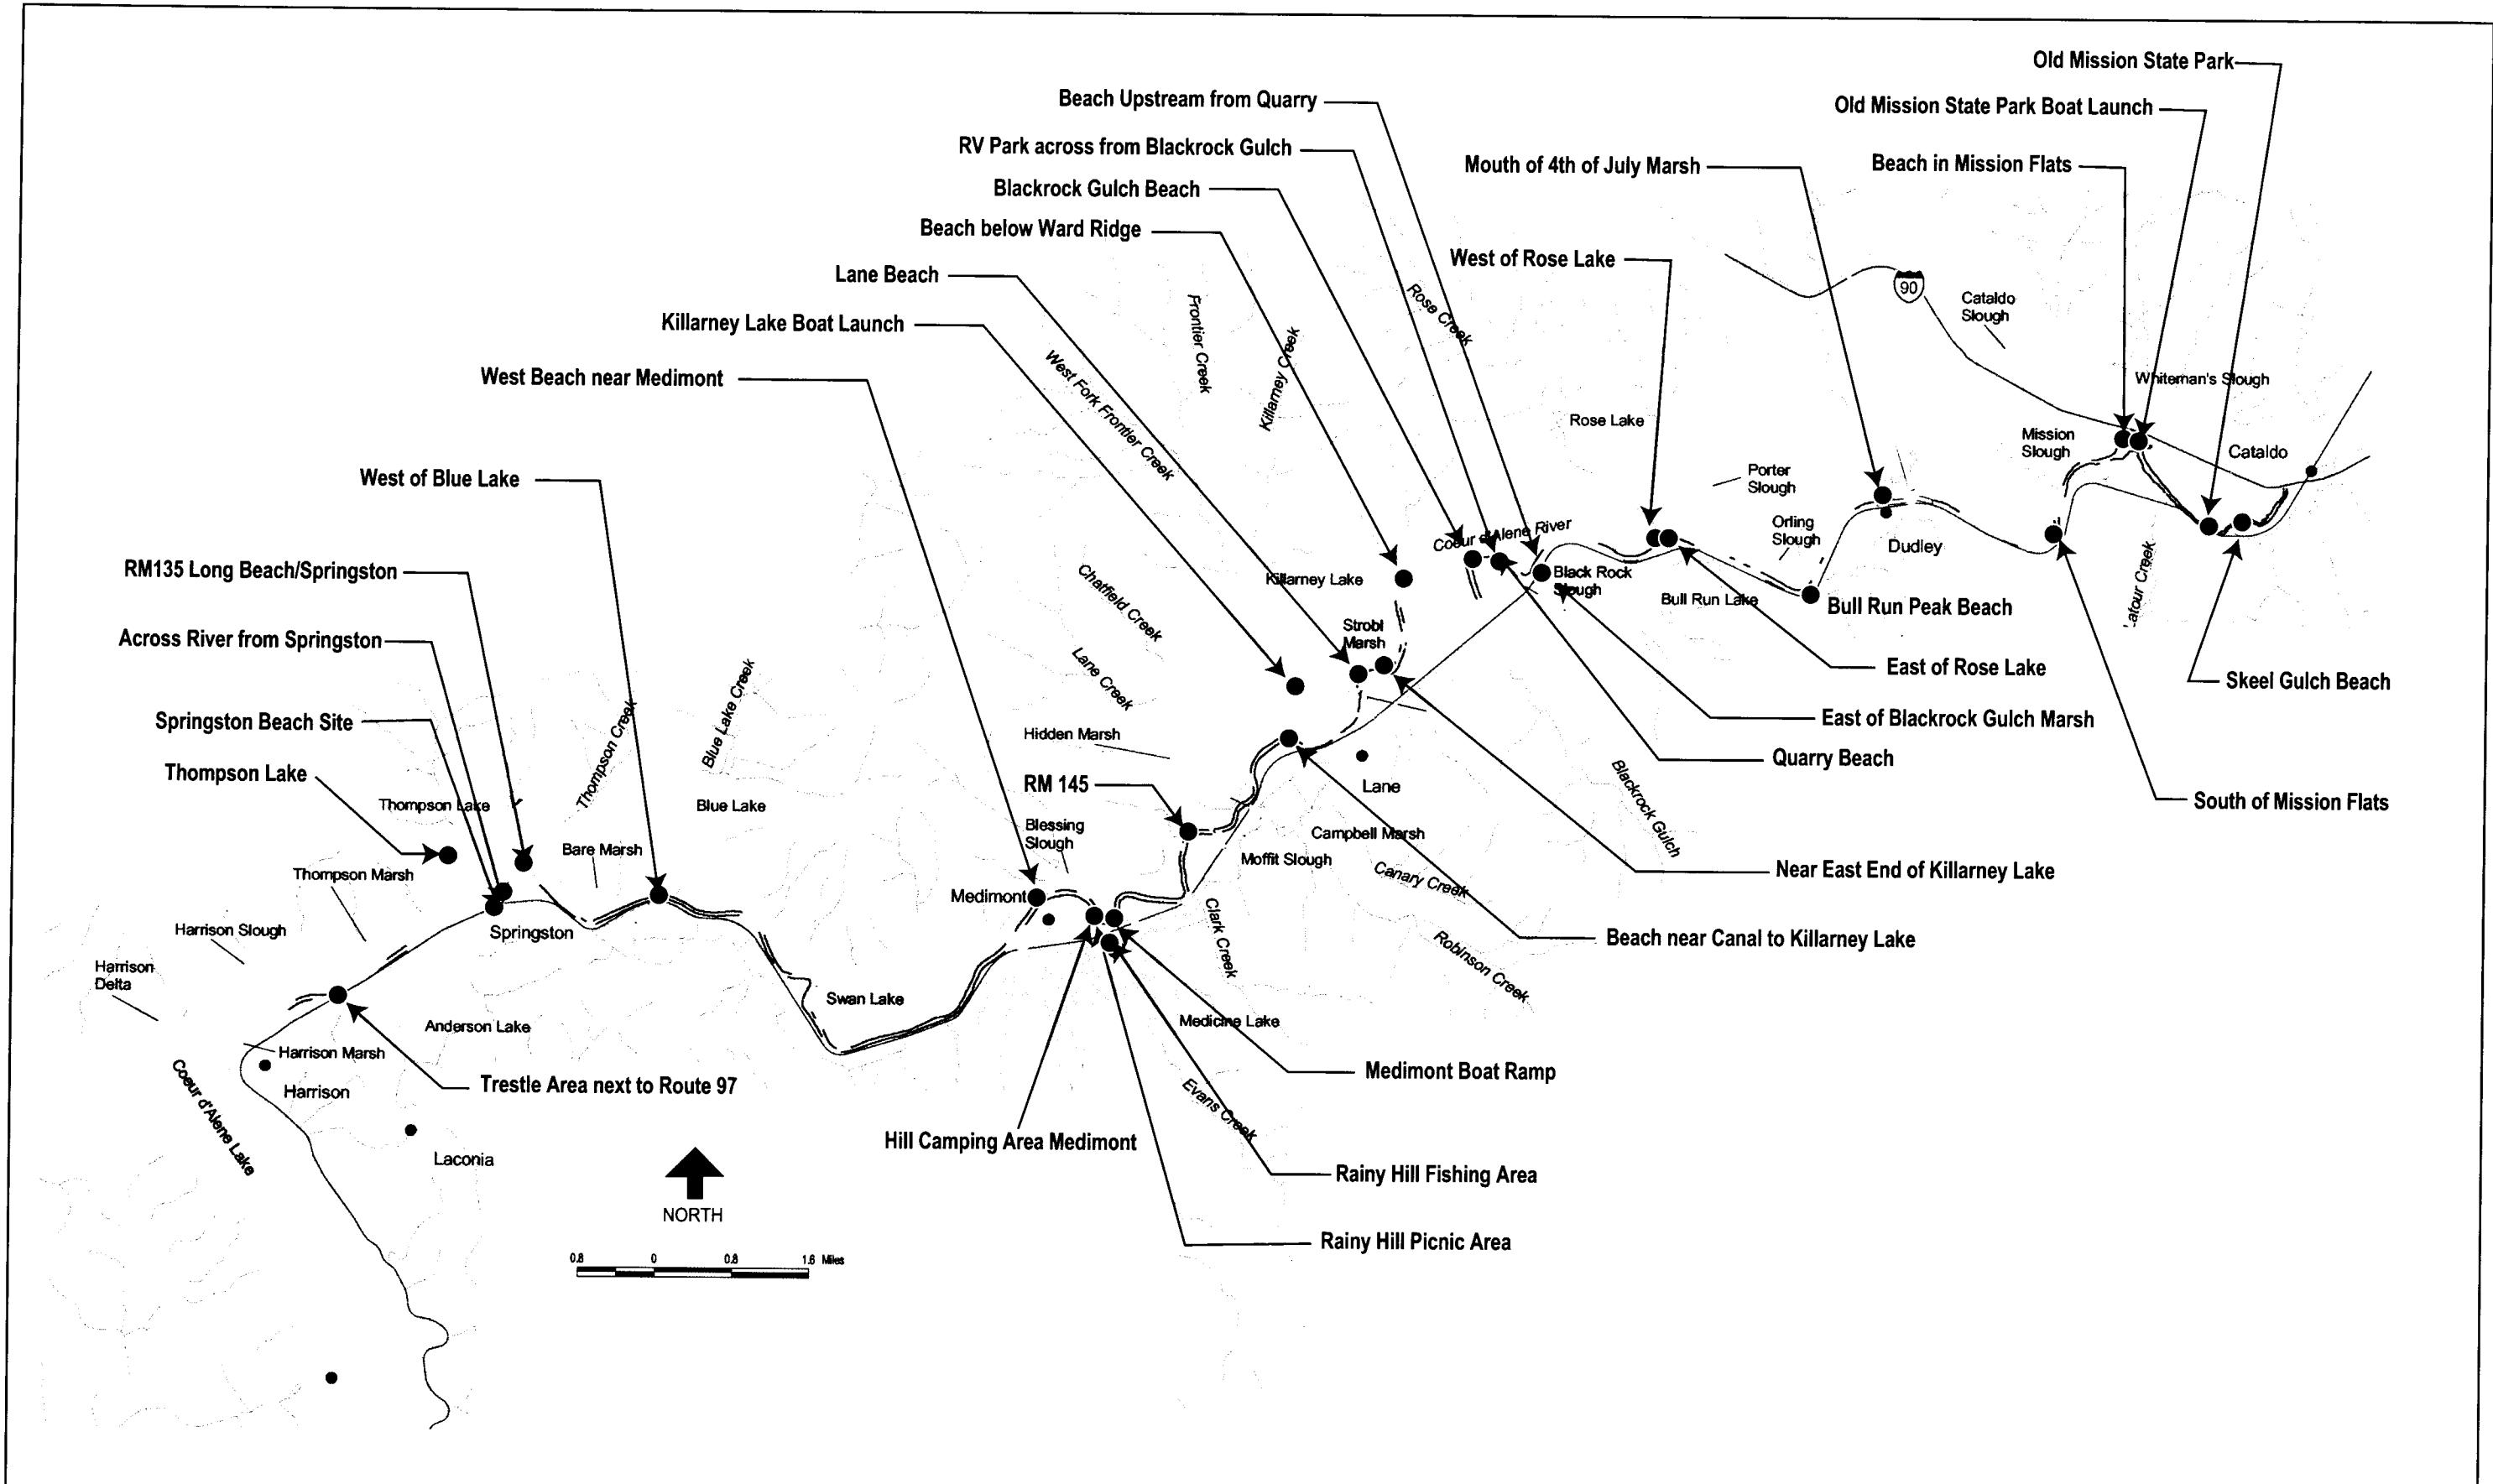 Old Mission State Park
Beach Upstream from Quarry
Old Mission State Park Boat Launch
RV Park across from Blackrock Gulch
Mouth of 4th of July Marsh
Beach in Mission Flats
Blackrock Gulch Beach
Beach below Ward Ridge
West of Rose Lake
Lane Beach
90
Cataldo
Slough
Rose Creek
Frontier Creek
Killarney Creek
Killarney Lake Boat Launch
West Fork Frontier Creek
West Beach near Medimont
Whiteman's Slough
Rose Lake
Mission
Slough
Cataldo
West of Blue Lake
Porter
Slough
Orling
Slough
Coeur d'Alene River
Dudley
RM135 Long Beach/Springston
Chatfield Creek
Killarney Lake
Black Rock
Slough
Bull Run Lake
Bull Run Peak Beach
Latour Creek
Across River from Springston
Strobl
Marsh
Lane Creek
East of Rose Lake
Skeel Gulch Beach
Springston Beach Site
Thompson Creek
Blue Lake Creek
Hidden Marsh
East of Blackrock Gulch Marsh
Thompson Lake
Quarry Beach
RM 145
Lane
Blackrock Gulch
South of Mission Flats
Thompson Lake
Blue Lake
Blessing
Slough
Campbell Marsh
Bare Marsh
Moffit Slough
Thompson Marsh
Canary Creek
Near East End of Killarney Lake
Medimont
Harrison Slough
Springston
Clark Creek
Robinson Creek
Beach near Canal to Killarney Lake
Harrison
Delta
Swan Lake
Anderson Lake
Medicine Lake
Harrison Marsh
Coeur d'Alene Lake
Harrison
Trestle Area next to Route 97
Medimont Boat Ramp
Evans Creek
Hill Camping Area Medimont
Laconia
Rainy Hill Fishing Area
NORTH
Rainy Hill Picnic Area
0.8 0 0.8 1.6 Miles